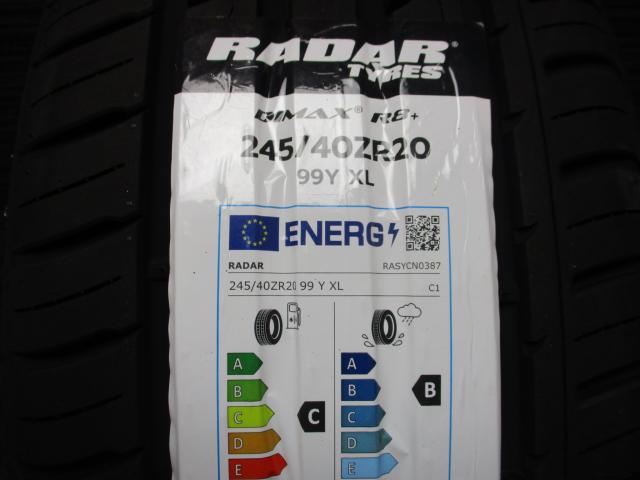 RADAR®
TYRES
DIMAX® R8+
245/40ZR20
99Y XL
ENERG
RADAR RASYCN0387
245/40ZR20 99 Y XL C1
A A
B B B
C C C
D D
E E